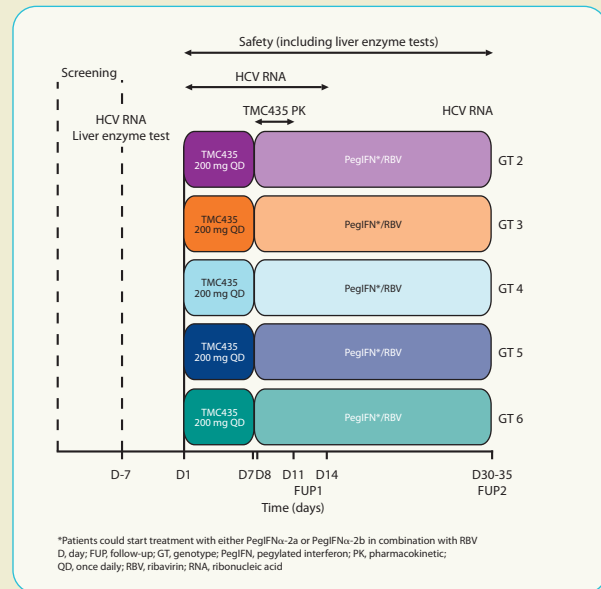 Safety (including liver enzyme tests)
Screening
HCV RNA
HCV RNA
Liver enzyme test
TMC435 PK
HCV RNA
TMC435
200 mg QD
PegIFN*/RBV
GT 2
TMC435
200 mg QD
PegIFN*/RBV
GT 3
TMC435
200 mg QD
PegIFN*/RBV
GT 4
TMC435
200 mg QD
PegIFN*/RBV
GT 5
TMC435
200 mg QD
PegIFN*/RBV
GT 6
D-7 D1 D7 D8 D11 D14 D30-35
FUP1 FUP2
Time (days)
*Patients could start treatment with either PegIFNα-2a or PegIFNα-2b in combination with RBV
D, day; FUP, follow-up; GT, genotype; PegIFN, pegylated interferon; PK, pharmacokinetic;
QD, once daily; RBV, ribavirin; RNA, ribonucleic acid